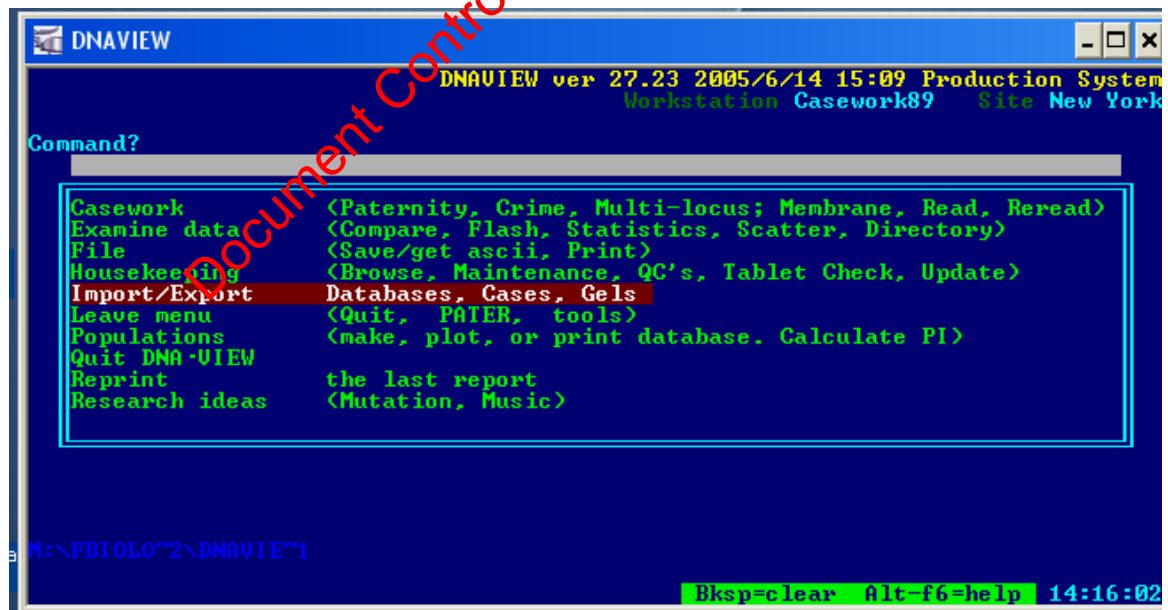 DNAVIEW
DNAVIEW ver 27.23 2005/6/14 15:09 Production System
Workstation Casework89 Site New York
Command?
Casework (Paternity, Crime, Multi-locus; Membrane, Read, Reread)
Examine data (Compare, Flash, Statistics, Scatter, Directory)
File (Save/get ascii, Print)
Housekeeping (Browse, Maintenance, QC's, Tablet Check, Update)
Import/Export Databases, Cases, Gels
Leave menu (Quit, PATER, tools)
Populations (make, plot, or print database. Calculate PI)
Quit DNA·VIEW
Reprint the last report
Research ideas (Mutation, Music)
M:\FBIOLO~2\DNAVIE~1
Bksp=clear Alt-f6=help 14:16:02
Document Contro